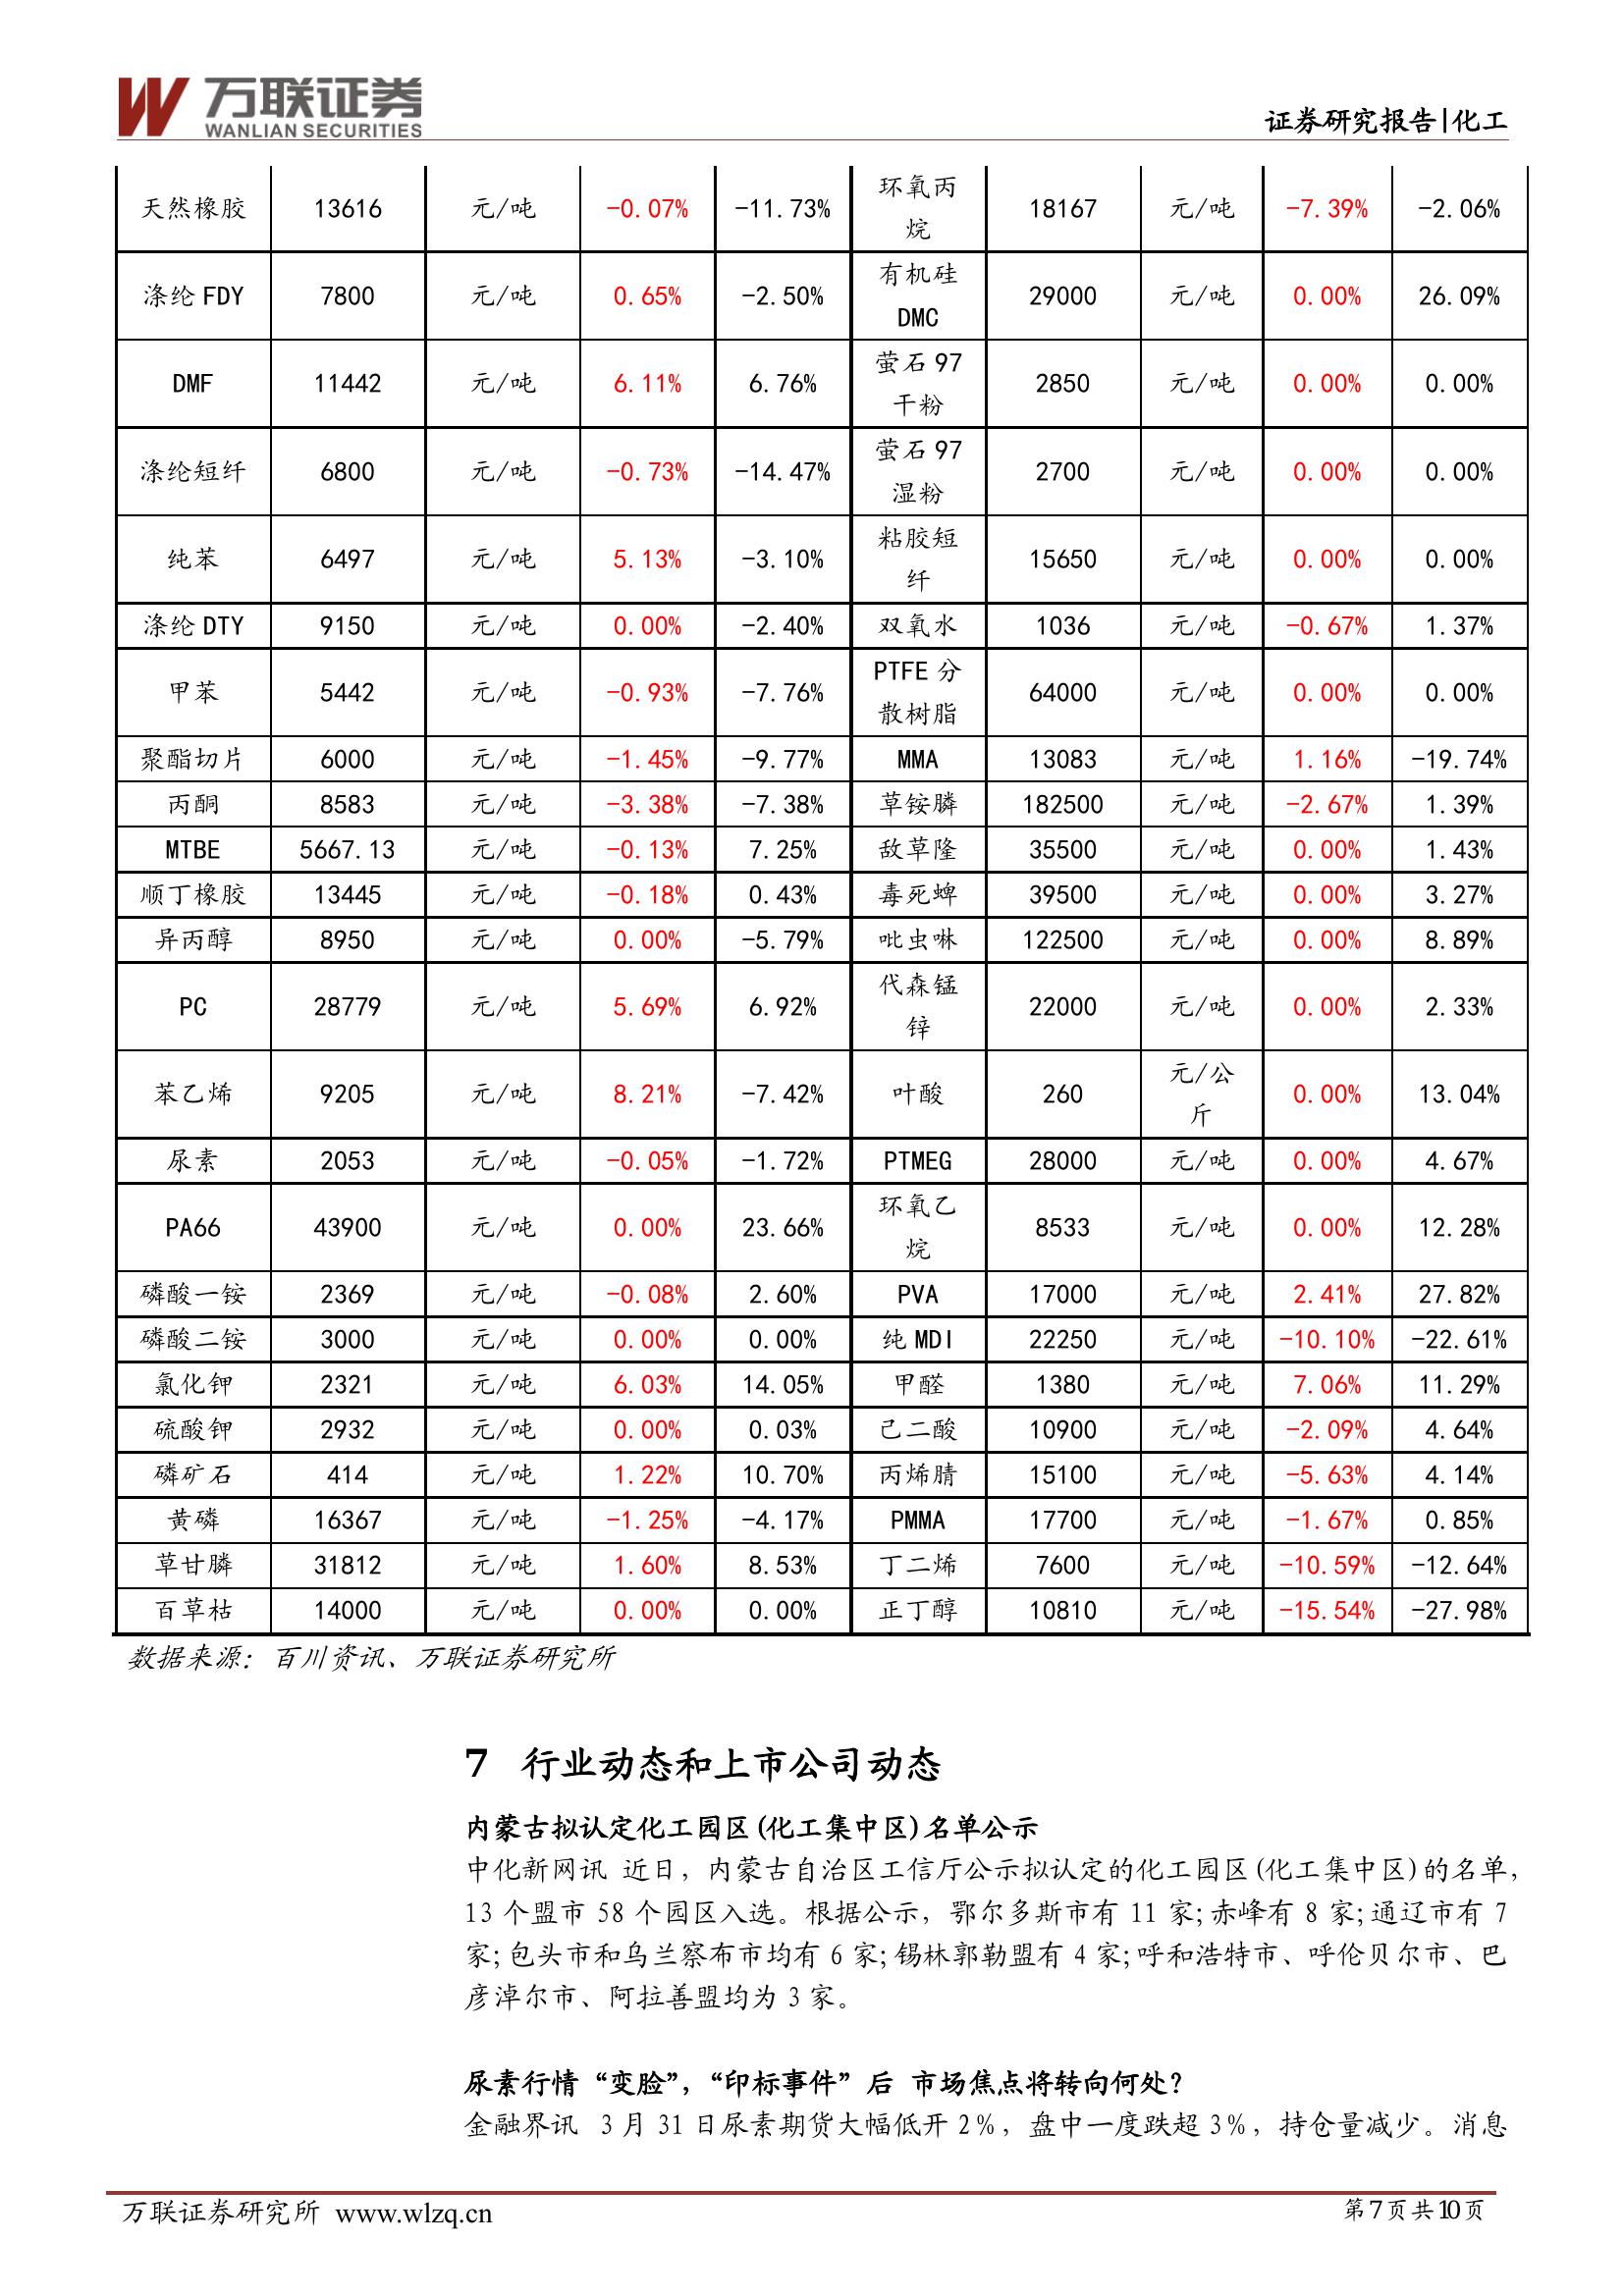 万联证券
WANLIAN SECURITIES
证券研究报告|化工
天然橡胶 13616 元/吨 -0.07% -11.73% 环氧丙烷 18167 元/吨 -7.39% -2.06%
涤纶FDY 7800 元/吨 0.65% -2.50% 有机硅DMC 29000 元/吨 0.00% 26.09%
DMF 11442 元/吨 6.11% 6.76% 萤石97干粉 2850 元/吨 0.00% 0.00%
涤纶短纤 6800 元/吨 -0.73% -14.47% 萤石97湿粉 2700 元/吨 0.00% 0.00%
纯苯 6497 元/吨 5.13% -3.10% 粘胶短纤 15650 元/吨 0.00% 0.00%
涤纶DTY 9150 元/吨 0.00% -2.40% 双氧水 1036 元/吨 -0.67% 1.37%
甲苯 5442 元/吨 -0.93% -7.76% PTFE分散树脂 64000 元/吨 0.00% 0.00%
聚酯切片 6000 元/吨 -1.45% -9.77% MMA 13083 元/吨 1.16% -19.74%
丙酮 8583 元/吨 -3.38% -7.38% 草铵膦 182500 元/吨 -2.67% 1.39%
MTBE 5667.13 元/吨 -0.13% 7.25% 敌草隆 35500 元/吨 0.00% 1.43%
顺丁橡胶 13445 元/吨 -0.18% 0.43% 毒死蜱 39500 元/吨 0.00% 3.27%
异丙醇 8950 元/吨 0.00% -5.79% 吡虫啉 122500 元/吨 0.00% 8.89%
PC 28779 元/吨 5.69% 6.92% 代森锰锌 22000 元/吨 0.00% 2.33%
苯乙烯 9205 元/吨 8.21% -7.42% 叶酸 260 元/公斤 0.00% 13.04%
尿素 2053 元/吨 -0.05% -1.72% PTMEG 28000 元/吨 0.00% 4.67%
PA66 43900 元/吨 0.00% 23.66% 环氧乙烷 8533 元/吨 0.00% 12.28%
磷酸一铵 2369 元/吨 -0.08% 2.60% PVA 17000 元/吨 2.41% 27.82%
磷酸二铵 3000 元/吨 0.00% 0.00% 纯MDI 22250 元/吨 -10.10% -22.61%
氯化钾 2321 元/吨 6.03% 14.05% 甲醛 1380 元/吨 7.06% 11.29%
硫酸钾 2932 元/吨 0.00% 0.03% 己二酸 10900 元/吨 -2.09% 4.64%
磷矿石 414 元/吨 1.22% 10.70% 丙烯腈 15100 元/吨 -5.63% 4.14%
黄磷 16367 元/吨 -1.25% -4.17% PMMA 17700 元/吨 -1.67% 0.85%
草甘膦 31812 元/吨 1.60% 8.53% 丁二烯 7600 元/吨 -10.59% -12.64%
百草枯 14000 元/吨 0.00% 0.00% 正丁醇 10810 元/吨 -15.54% -27.98%
数据来源：百川资讯、万联证券研究所
7 行业动态和上市公司动态
内蒙古拟认定化工园区(化工集中区)名单公示
中化新网讯 近日，内蒙古自治区工信厅公示拟认定的化工园区(化工集中区)的名单，
13 个盟市 58 个园区入选。根据公示，鄂尔多斯市有 11 家;赤峰有 8 家;通辽市有 7
家;包头市和乌兰察布市均有 6 家;锡林郭勒盟有 4 家;呼和浩特市、呼伦贝尔市、巴
彦淖尔市、阿拉善盟均为 3 家。
尿素行情“变脸”，“印标事件”后 市场焦点将转向何处？
金融界讯 3 月 31 日尿素期货大幅低开 2%，盘中一度跌超 3%，持仓量减少。消息
万联证券研究所 www.wlzq.cn
第 7 页 共 10 页